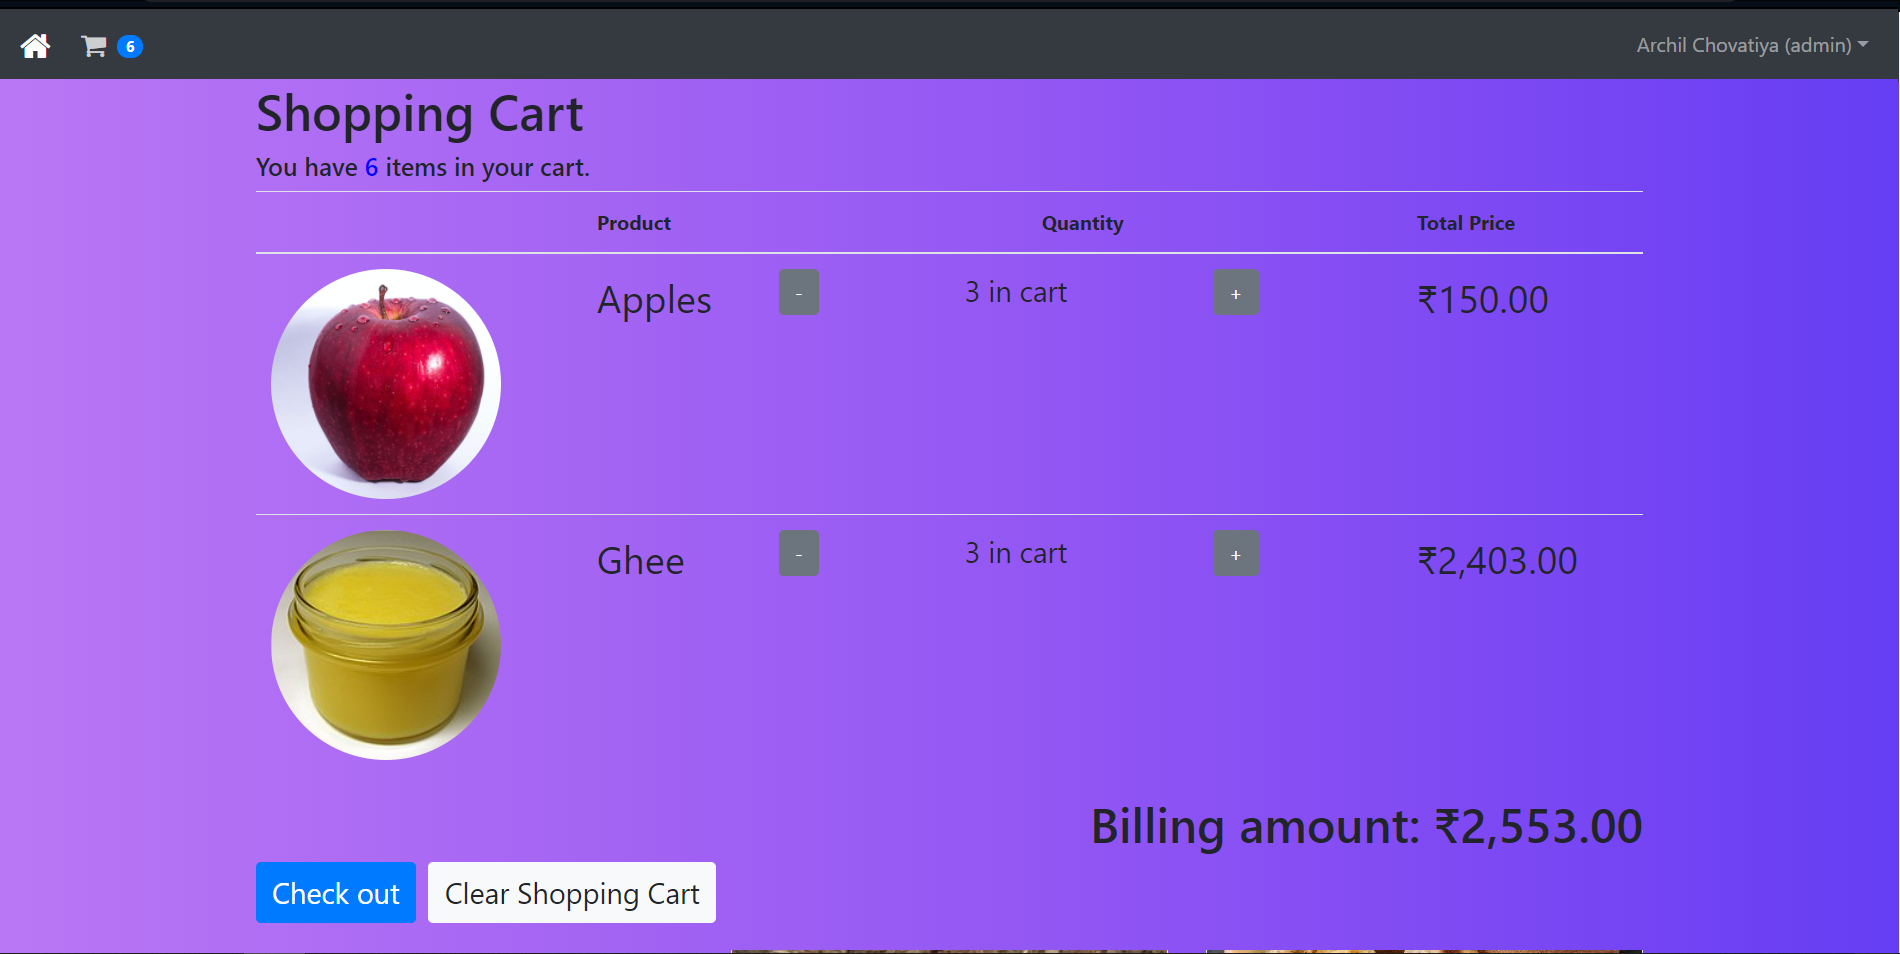 6
Archil Chovatiya (admin)
Shopping Cart
You have 6 items in your cart.
Product Quantity Total Price
Apples - 3 in cart + ₹150.00
Ghee - 3 in cart + ₹2,403.00
Billing amount: ₹2,553.00
Check out Clear Shopping Cart